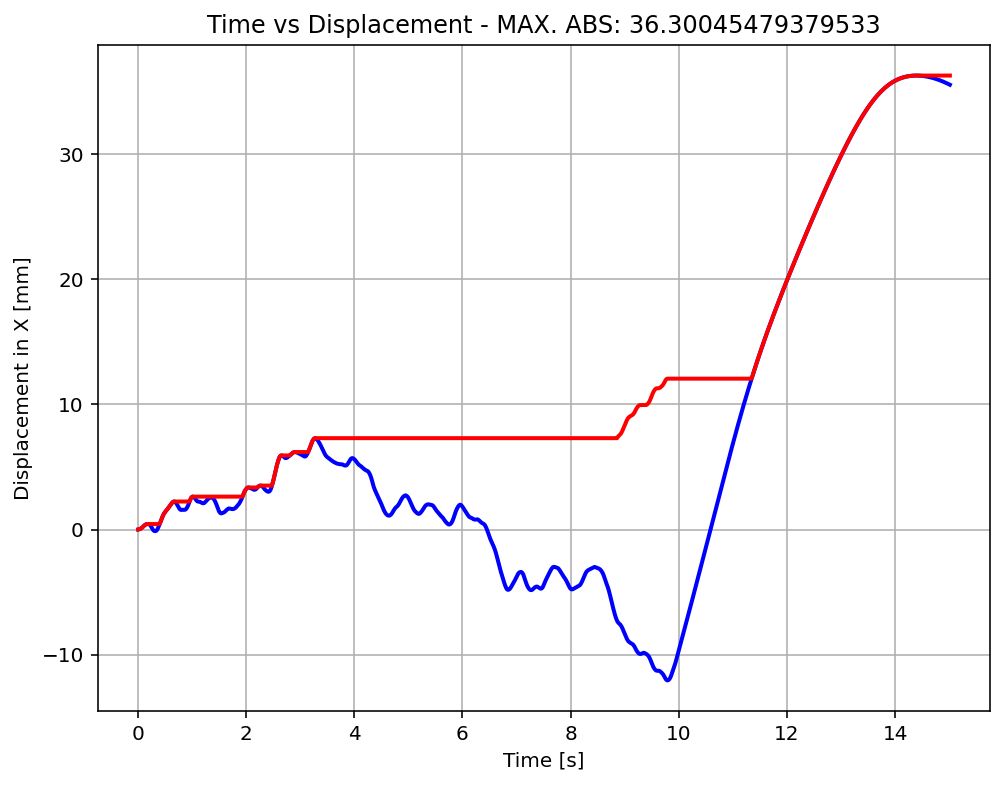 Time vs Displacement - MAX. ABS: 36.30045479379533
Displacement in X [mm]
30
20
10
0
−10
0 2 4 6 8 10 12 14
Time [s]